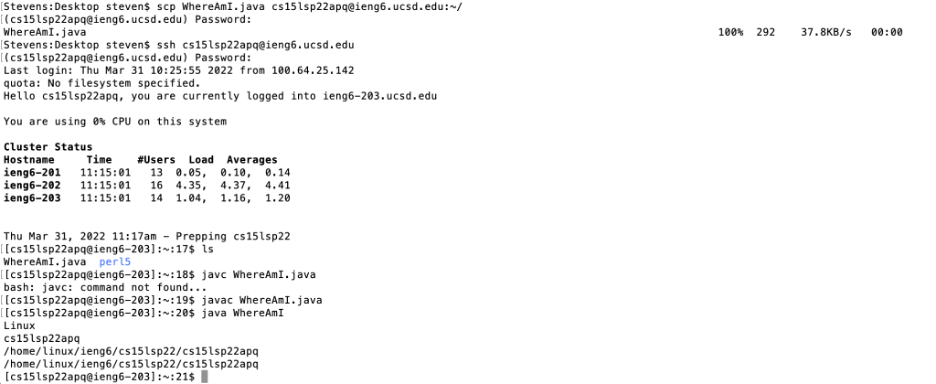 Stevens:Desktop steven$ scp WhereAmI.java cs15lsp22apq@ieng6.ucsd.edu:~/
(cs15lsp22apq@ieng6.ucsd.edu) Password:
WhereAmI.java 100% 292 37.8KB/s 00:00
Stevens:Desktop steven$ ssh cs15lsp22apq@ieng6.ucsd.edu
(cs15lsp22apq@ieng6.ucsd.edu) Password:
Last login: Thu Mar 31 10:25:55 2022 from 100.64.25.142
quota: No filesystem specified.
Hello cs15lsp22apq, you are currently logged into ieng6-203.ucsd.edu
You are using 0% CPU on this system
Cluster Status
Hostname Time #Users Load Averages
ieng6-201 11:15:01 13 0.05, 0.10, 0.14
ieng6-202 11:15:01 16 4.35, 4.37, 4.41
ieng6-203 11:15:01 14 1.04, 1.16, 1.20
Thu Mar 31, 2022 11:17am - Prepping cs15lsp22
[[cs15lsp22apq@ieng6-203]:~:17$ ls
WhereAmI.java perl5
[[cs15lsp22apq@ieng6-203]:~:18$ javc WhereAmI.java
bash: javc: command not found...
[[cs15lsp22apq@ieng6-203]:~:19$ javac WhereAmI.java
[[cs15lsp22apq@ieng6-203]:~:20$ java WhereAmI
Linux
cs15lsp22apq
/home/linux/ieng6/cs15lsp22/cs15lsp22apq
/home/linux/ieng6/cs15lsp22/cs15lsp22apq
[cs15lsp22apq@ieng6-203]:~:21$